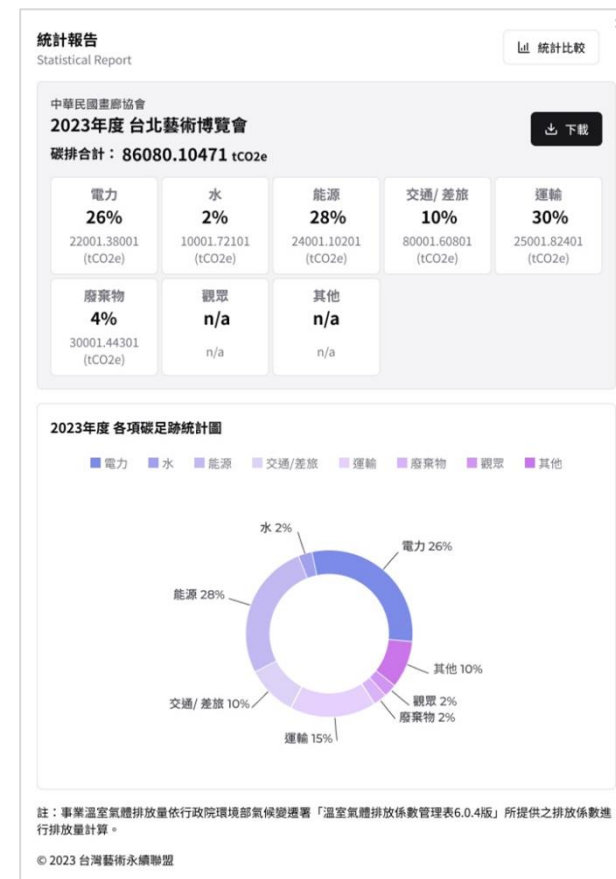 統計報告
Statistical Report
統計比較
中華民國畫廊協會
2023年度 台北藝術博覽會
碳排合計： 86080.10471 tCO2e
下載
電力
26%
22001.38001
(tCO2e)
水
2%
10001.72101
(tCO2e)
能源
28%
24001.10201
(tCO2e)
交通/ 差旅
10%
80001.60801
(tCO2e)
運輸
30%
25001.82401
(tCO2e)
廢棄物
4%
30001.44301
(tCO2e)
觀眾
n/a
n/a
其他
n/a
n/a
2023年度 各項碳足跡統計圖
電力 水 能源 交通/差旅 運輸 廢棄物 觀眾 其他
水 2%
電力 26%
能源 28%
其他 10%
交通/ 差旅 10%
觀眾 2%
廢棄物 2%
運輸 15%
註：事業溫室氣體排放量依行政院環境部氣候變遷署「溫室氣體排放係數管理表6.0.4版」所提供之排放係數進
行排放量計算。
© 2023 台灣藝術永續聯盟